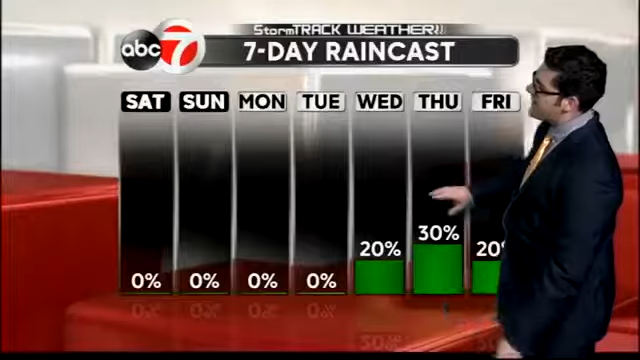 StormTRACK WEATHER
abc 7 7-DAY RAINCAST
SAT SUN MON TUE WED THU FRI
30%
20% 20%
0% 0% 0% 0%